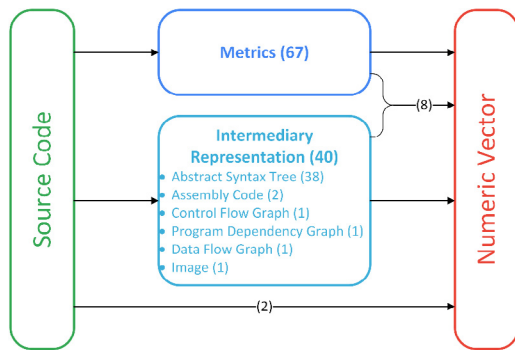 Source Code
Metrics (67)
(8)
Intermediary
Representation (40)
• Abstract Syntax Tree (38)
• Assembly Code (2)
• Control Flow Graph (1)
• Program Dependency Graph (1)
• Data Flow Graph (1)
• Image (1)
(2)
Numeric Vector